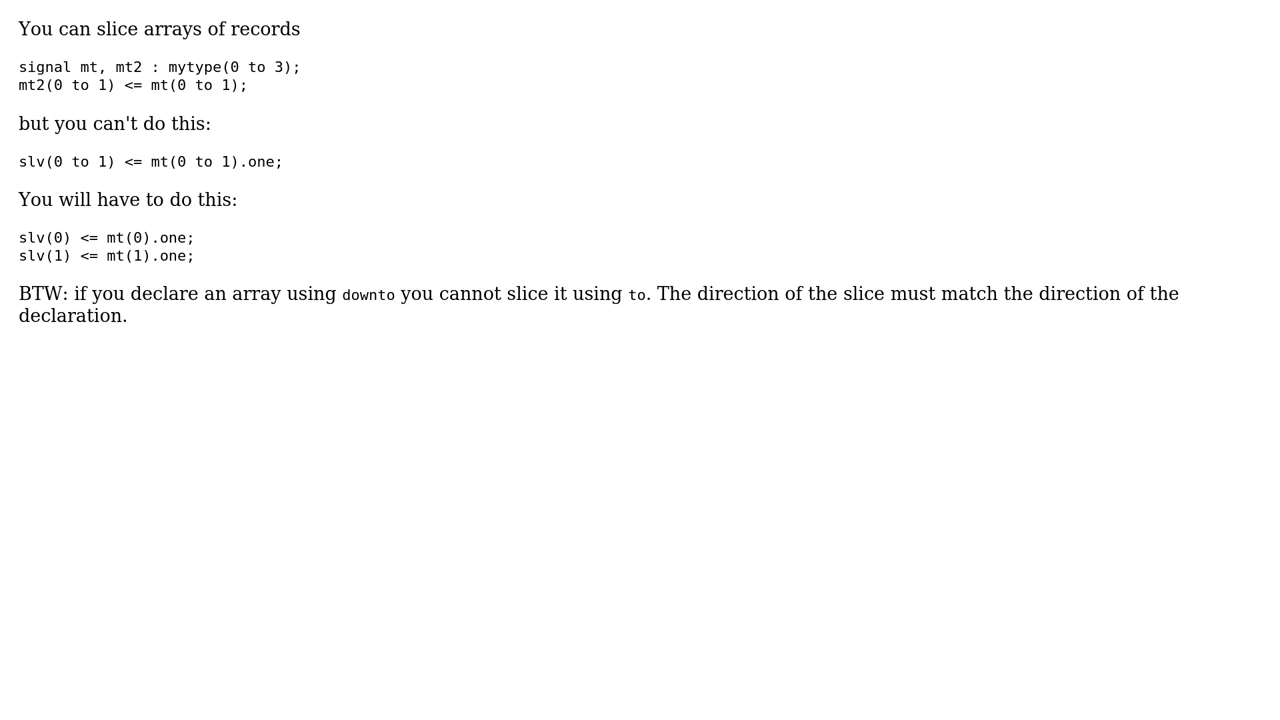 You can slice arrays of records
signal mt, mt2 : mytype(0 to 3);
mt2(0 to 1) <= mt(0 to 1);
but you can't do this:
slv(0 to 1) <= mt(0 to 1).one;
You will have to do this:
slv(0) <= mt(0).one;
slv(1) <= mt(1).one;
BTW: if you declare an array using downto you cannot slice it using to. The direction of the slice must match the direction of the
declaration.